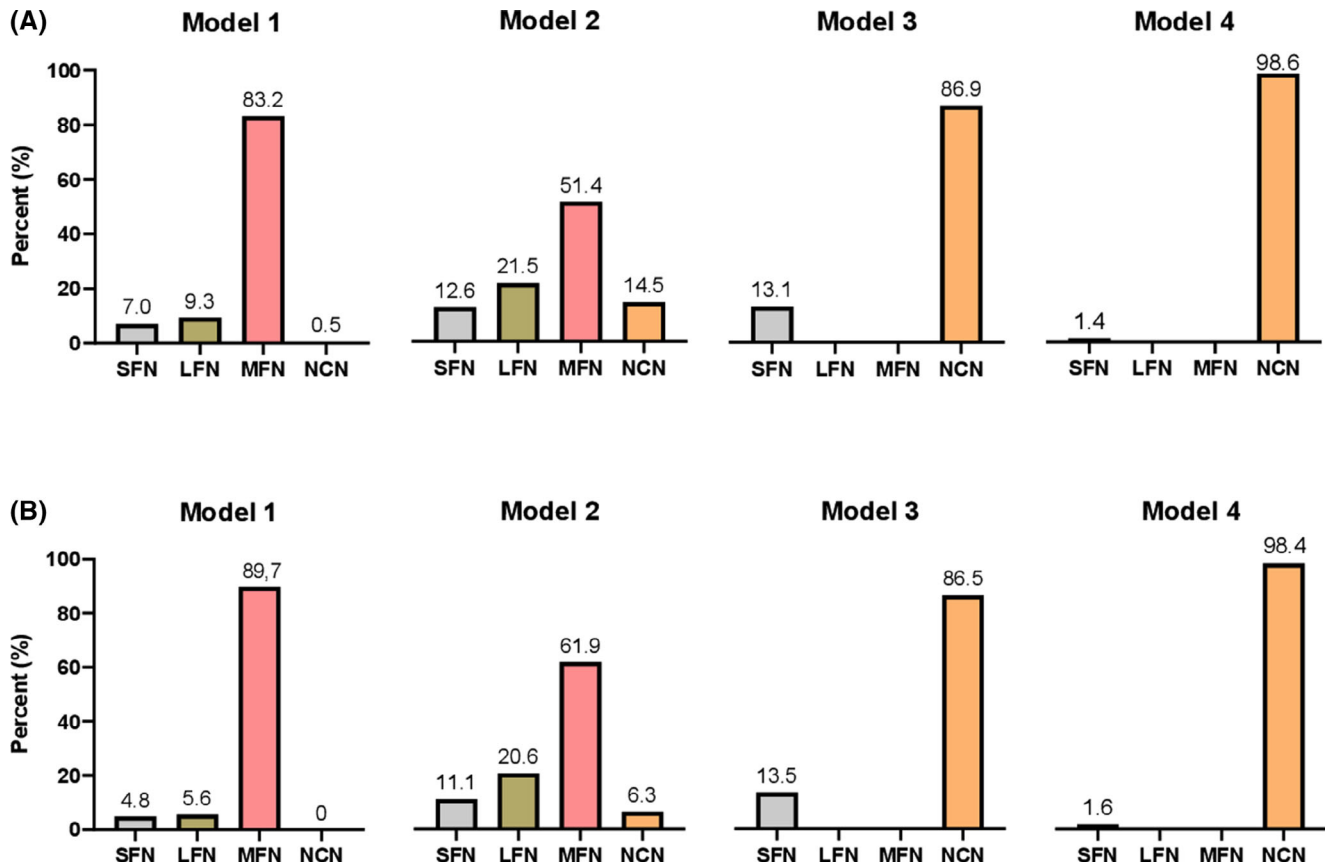 (A)
Model 1
Model 2
Model 3
Model 4
Percent (%)
100
80
60
40
20
0
7.0
9.3
83.2
0.5
SFN LFN MFN NCN
12.6
21.5
51.4
14.5
SFN LFN MFN NCN
13.1
86.9
SFN LFN MFN NCN
1.4
98.6
SFN LFN MFN NCN
(B)
Model 1
Model 2
Model 3
Model 4
Percent (%)
100
80
60
40
20
0
4.8
5.6
89,7
0
SFN LFN MFN NCN
11.1
20.6
61.9
6.3
SFN LFN MFN NCN
13.5
86.5
SFN LFN MFN NCN
1.6
98.4
SFN LFN MFN NCN